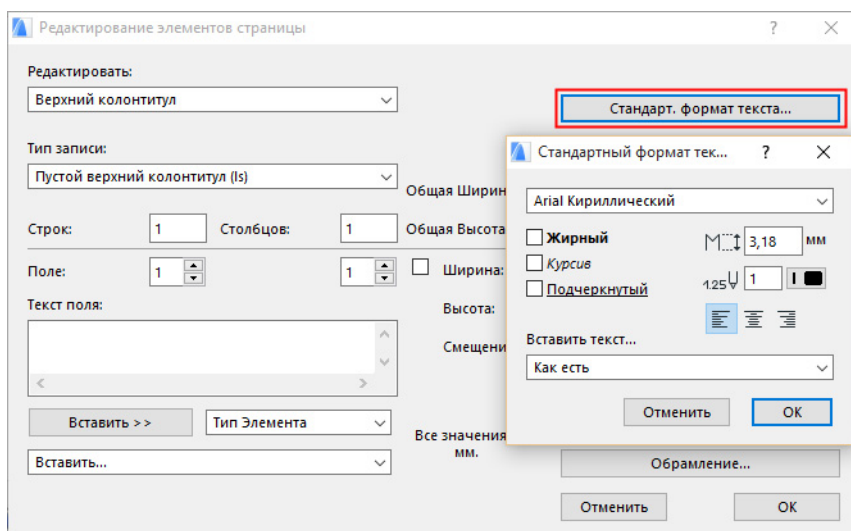 Редактирование элементов страницы
Редактировать:
Верхний колонтитул
Стандарт. формат текста...
Тип записи:
Пустой верхний колонтитул (Is)
Общая Ширин
Строк: 1 Столбцов: 1 Общая Высота
Поле: 1 1 Ширина:
Текст поля:
Высота:
Смещени
Вставить >> Тип Элемента
Все значения
мм.
Вставить...
Обрамление...
Отменить OK
Стандартный формат тек...
Arial Кириллический
Жирный 3,18 мм
Курсив
1.25 1
Подчеркнутый
Вставить текст...
Как есть
Отменить OK